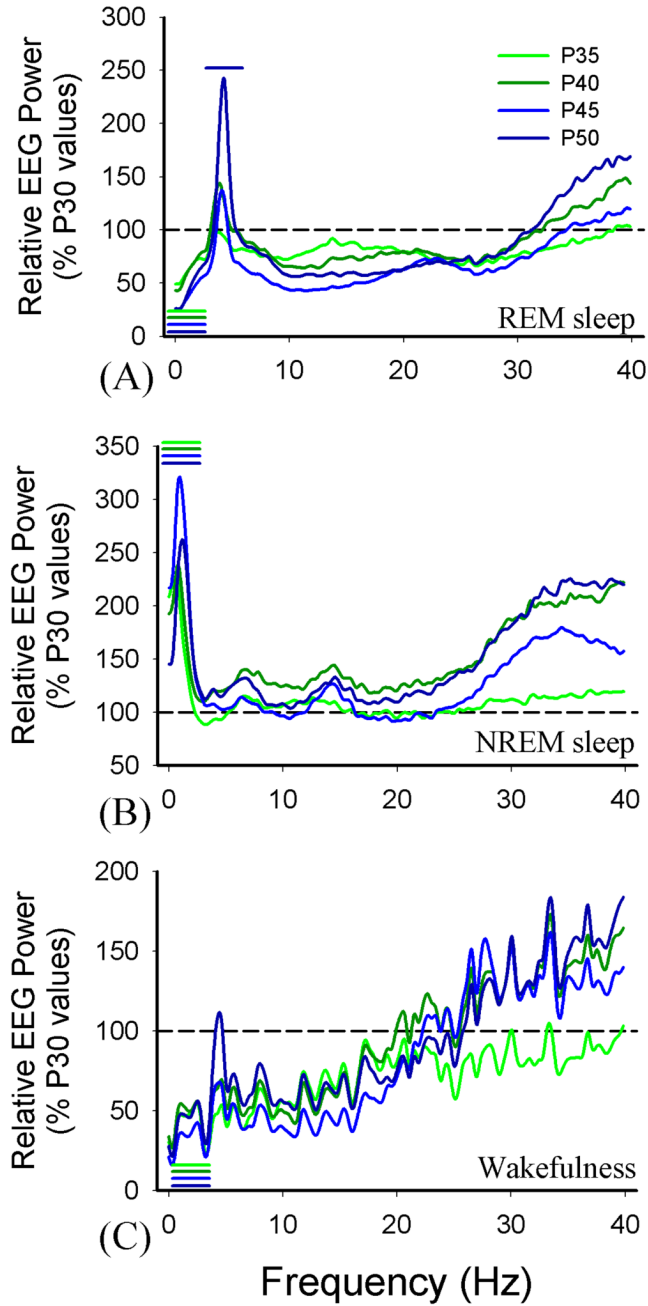 300
250
200
150
100
50
0
Relative EEG Power
(% P30 values)
P35
P40
P45
P50
REM sleep
(A)
0 10 20 30 40
350
300
250
200
150
100
50
Relative EEG Power
(% P30 values)
NREM sleep
(B)
0 10 20 30 40
200
150
100
50
0
Relative EEG Power
(% P30 values)
Wakefulness
(C)
0 10 20 30 40
Frequency (Hz)